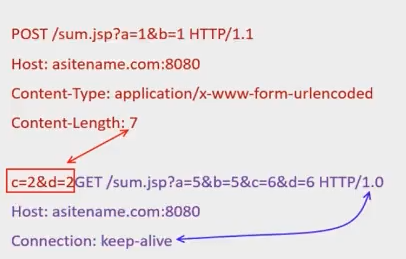 POST /sum.jsp?a=1&b=1 HTTP/1.1
Host: asitename.com:8080
Content-Type: application/x-www-form-urlencoded
Content-Length: 7
c=2&d=2GET /sum.jsp?a=5&b=5&c=6&d=6 HTTP/1.0
Host: asitename.com:8080
Connection: keep-alive